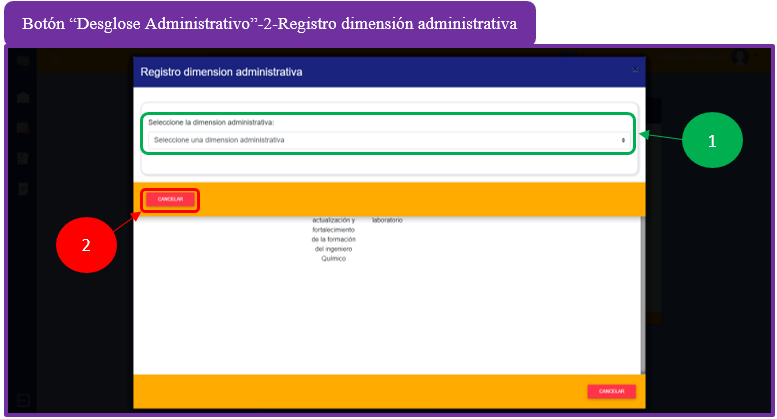 Botón “Desglose Administrativo”-2-Registro dimensión administrativa
Registro dimension administrativa
Seleccione la dimension administrativa:
Seleccione una dimension administrativa
1
CANCELAR
2
actualización y laboratorio
fortalecimiento
de la formación
del ingeniero
Químico
CANCELAR